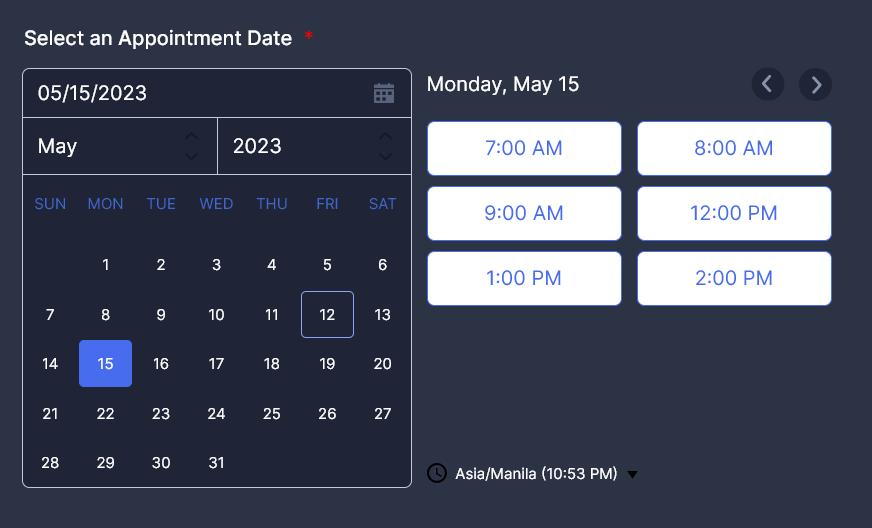 Select an Appointment Date *
05/15/2023
May 2023
SUN MON TUE WED THU FRI SAT
1 2 3 4 5 6
7 8 9 10 11 12 13
14 15 16 17 18 19 20
21 22 23 24 25 26 27
28 29 30 31
Monday, May 15
7:00 AM 8:00 AM
9:00 AM 12:00 PM
1:00 PM 2:00 PM
Asia/Manila (10:53 PM)